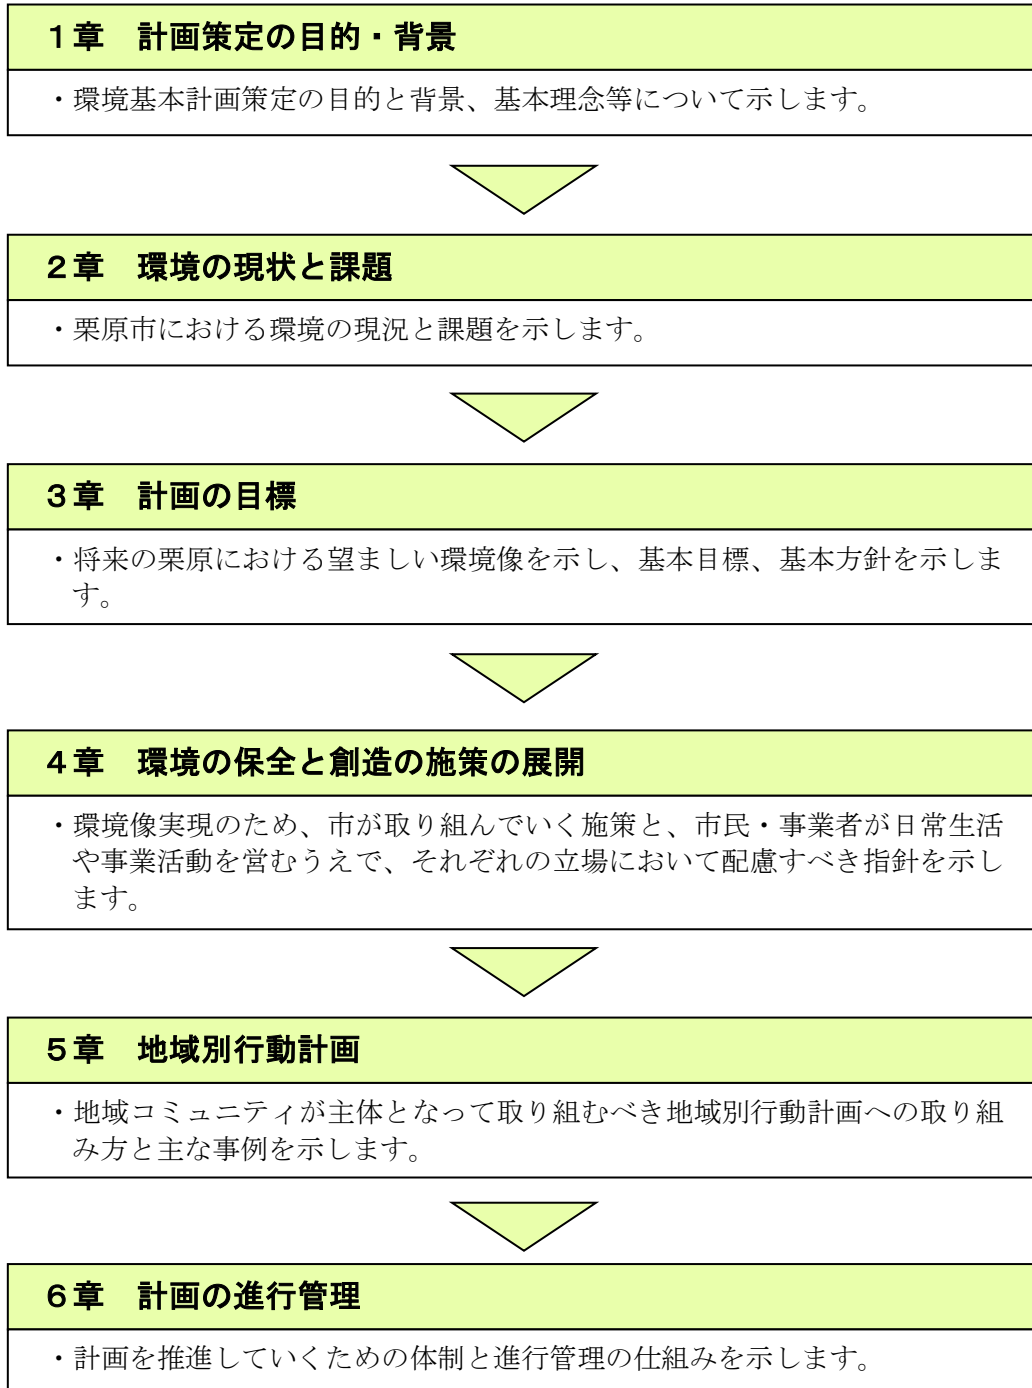 １章　計画策定の目的・背景
・環境基本計画策定の目的と背景、基本理念等について示します。
２章　環境の現状と課題
・栗原市における環境の現況と課題を示します。
３章　計画の目標
・将来の栗原における望ましい環境像を示し、基本目標、基本方針を示しま
す。
４章　環境の保全と創造の施策の展開
・環境像実現のため、市が取り組んでいく施策と、市民・事業者が日常生活
や事業活動を営むうえで、それぞれの立場において配慮すべき指針を示し
ます。
５章　地域別行動計画
・地域コミュニティが主体となって取り組むべき地域別行動計画への取り組
み方と主な事例を示します。
６章　計画の進行管理
・計画を推進していくための体制と進行管理の仕組みを示します。